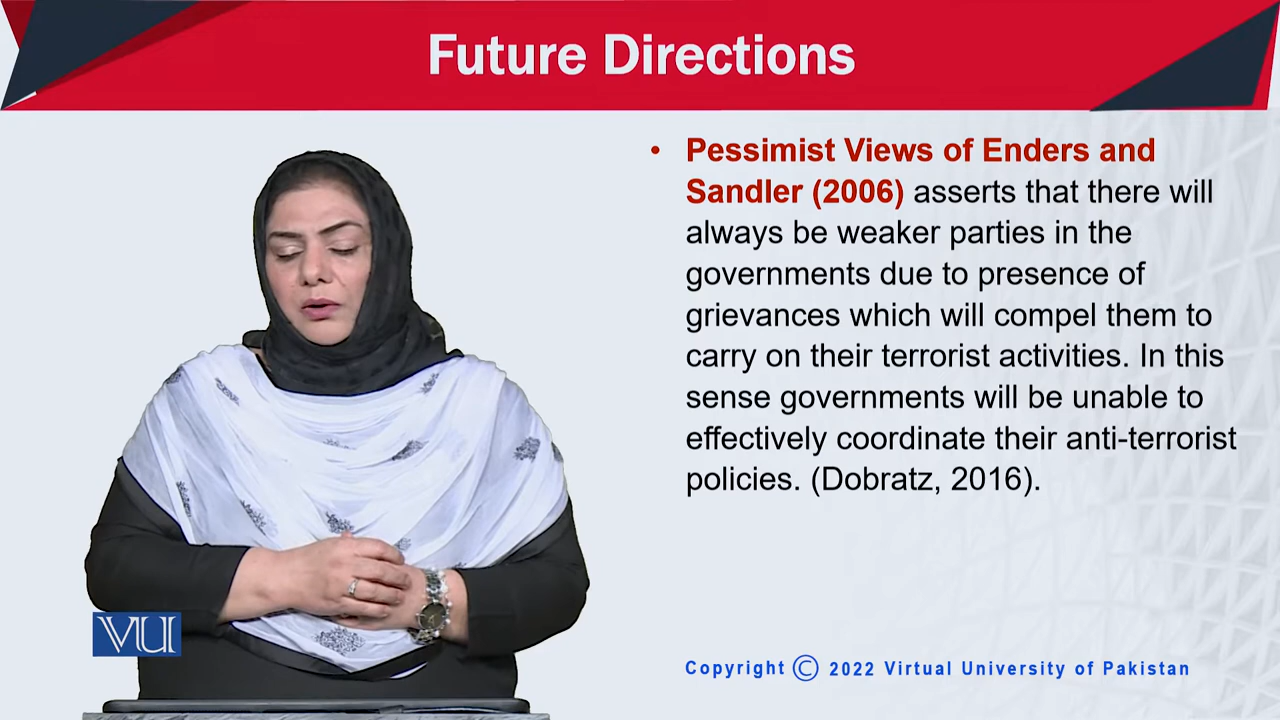 Future Directions
• Pessimist Views of Enders and
Sandler (2006) asserts that there will
always be weaker parties in the
governments due to presence of
grievances which will compel them to
carry on their terrorist activities. In this
sense governments will be unable to
effectively coordinate their anti-terrorist
policies. (Dobratz, 2016).
VU
Copyright © 2022 Virtual University of Pakistan